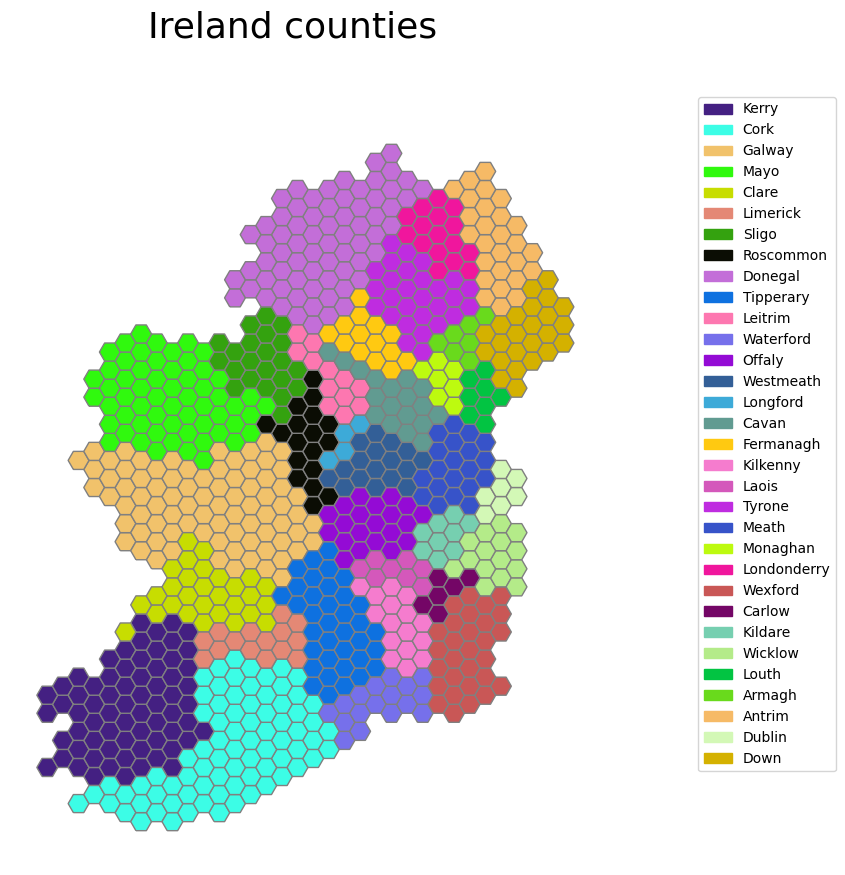 Ireland counties
Kerry
Cork
Galway
Mayo
Clare
Limerick
Sligo
Roscommon
Donegal
Tipperary
Leitrim
Waterford
Offaly
Westmeath
Longford
Cavan
Fermanagh
Kilkenny
Laois
Tyrone
Meath
Monaghan
Londonderry
Wexford
Carlow
Kildare
Wicklow
Louth
Armagh
Antrim
Dublin
Down